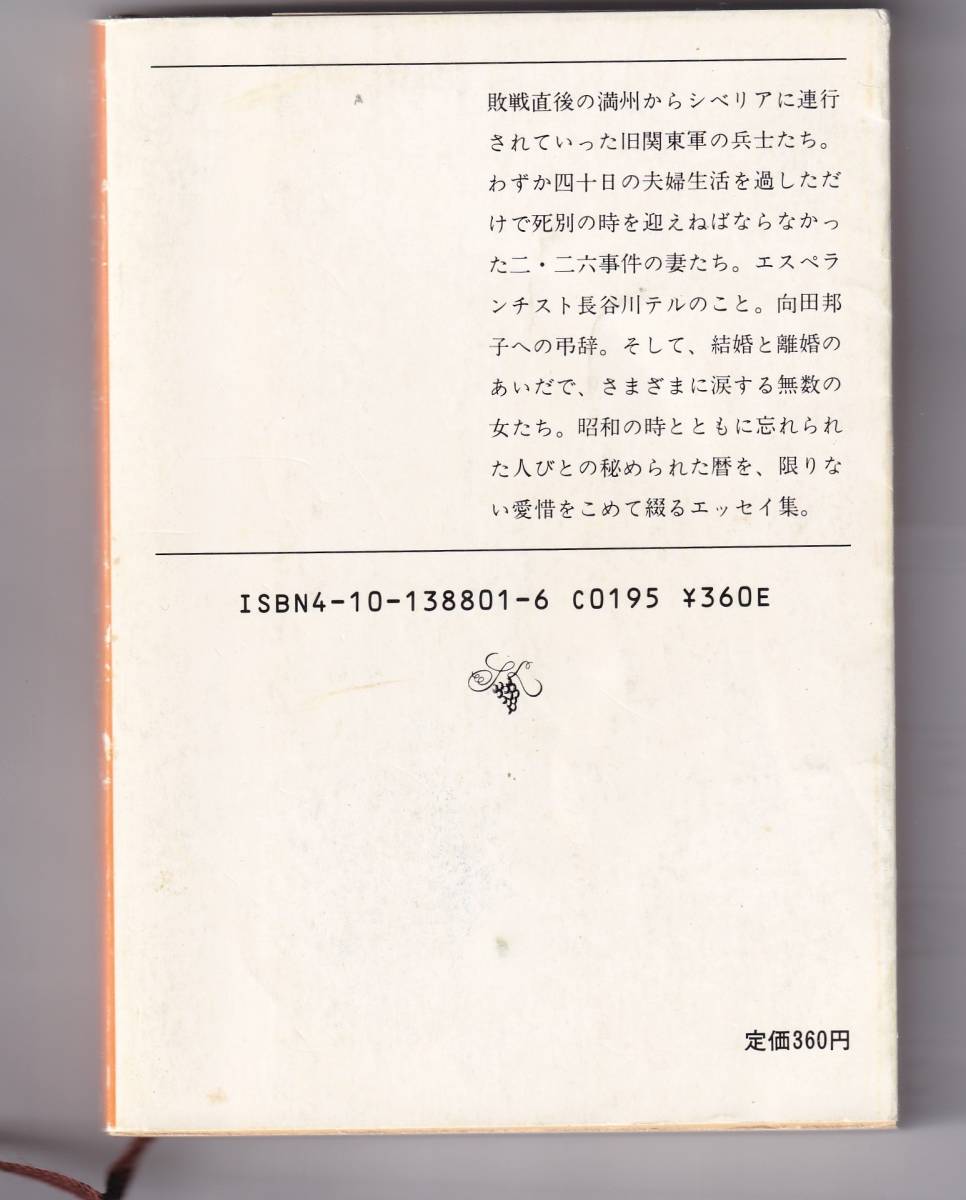 敗戦直後の満州からシベリアに連行
されていった旧関東軍の兵士たち。
わずか四十日の夫婦生活を過しただ
けで死別の時を迎えねばならなかっ
た二・二六事件の妻たち。エスペラ
ンチスト長谷川テルのこと。向田邦
子への弔辞。そして、結婚と離婚の
あいだで、さまざまに涙する無数の
女たち。昭和の時とともに忘れられ
た人びとの秘められた暦を、限りな
い愛惜をこめて綴るエッセイ集。
ISBN4-10-138801-6 C0195 ¥360E
定価360円